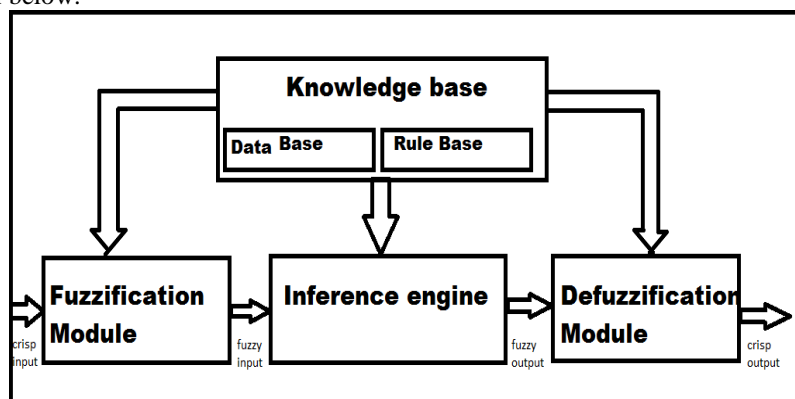 below:
Knowledge base
Data Base
Rule Base
Fuzzification
Module
Inference engine
Defuzzification
Module
crisp
input
fuzzy
input
fuzzy
output
crisp
output